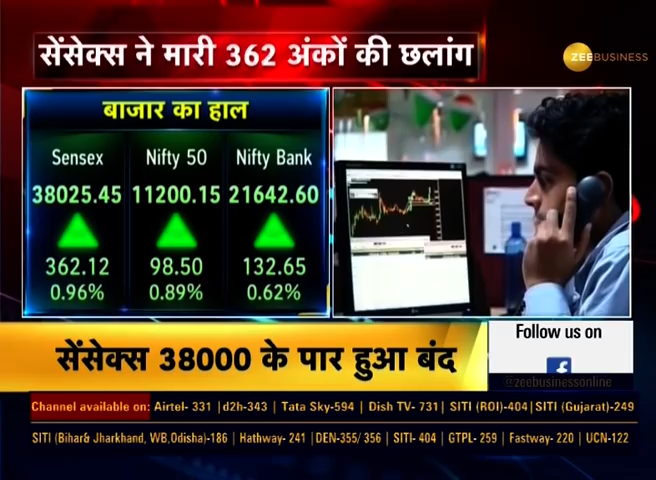 सेंसेक्स ने मारी 362 अंकों की छलांग
ZEEBUSINESS
बाजार का हाल
Sensex Nifty 50 Nifty Bank
38025.45 11200.15 21642.60
362.12 98.50 132.65
0.96% 0.89% 0.62%
सेंसेक्स 38000 के पार हुआ बंद
Follow us on
@zeebusinessonline
Channel available on: Airtel- 331 |d2h-343 | Tata Sky-594 | Dish TV- 731| SITI (ROI)-404|SITI (Gujarat)-249
SITI (Bihar& Jharkhand, WB,Odisha)-186 | Hathway- 241 |DEN-355/ 356 | SITI- 404 | GTPL- 259 | Fastway- 220 | UCN-122